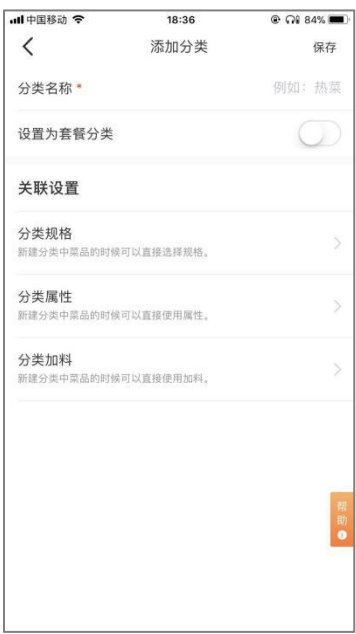 中国移动 18:36 84%
添加分类 保存
分类名称 * 例如：热菜
设置为套餐分类
关联设置
分类规格
新建分类中菜品的时候可以直接选择规格。
分类属性
新建分类中菜品的时候可以直接使用属性。
分类加料
新建分类中菜品的时候可以直接使用加料。
帮助